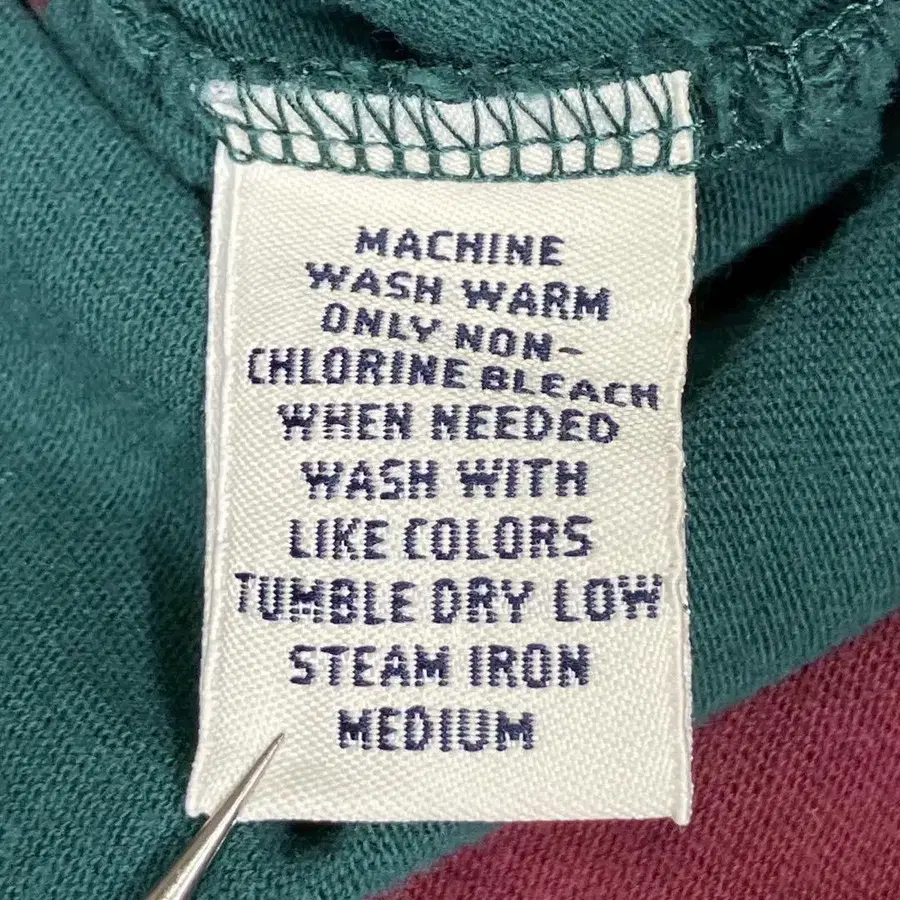 MACHINE
WASH WARM
ONLY NON-
CHLORINE BLEACH
WHEN NEEDED
WASH WITH
LIKE COLORS
TUMBLE DRY LOW
STEAM IRON
MEDIUM